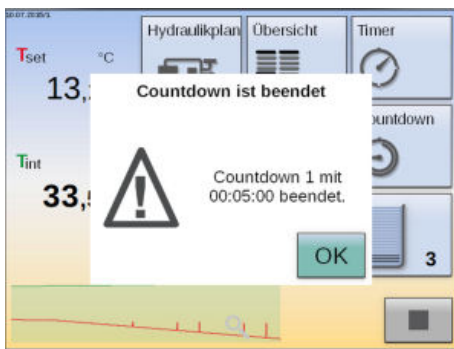 Hydraulikplan Übersicht Timer
Tset °C
13,
Countdown ist beendet
Tint
33,
Countdown 1 mit
00:05:00 beendet.
OK
3